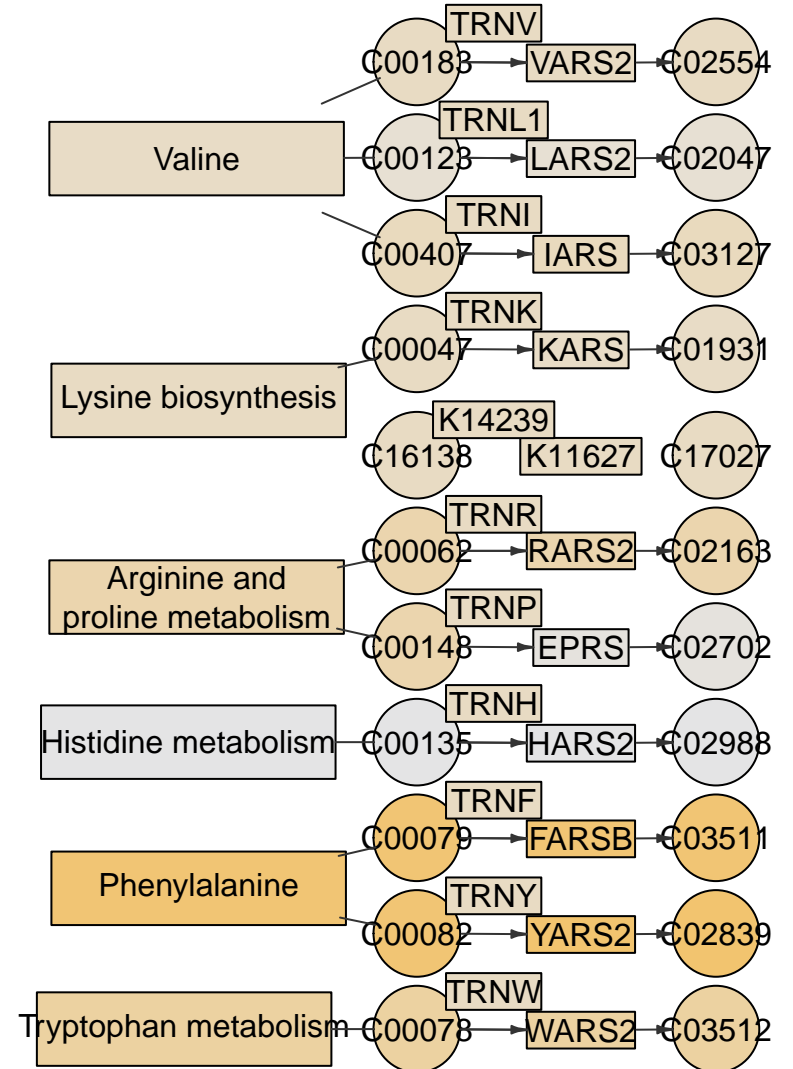 TRNV
C00183 VARS2 C02554
TRNL1
Valine C00123 LARS2 C02047
TRNI
C00407 IARS C03127
TRNK
C00047 KARS C01931
Lysine biosynthesis
K14239
C16138 K11627 C17027
TRNR
C00062 RARS2 C02163
Arginine and
proline metabolism
TRNP
C00148 EPRS C02702
TRNH
Histidine metabolism C00135 HARS2 C02988
TRNF
C00079 FARSB C03511
Phenylalanine
TRNY
C00082 YARS2 C02839
TRNW
Tryptophan metabolism C00078 WARS2 C03512